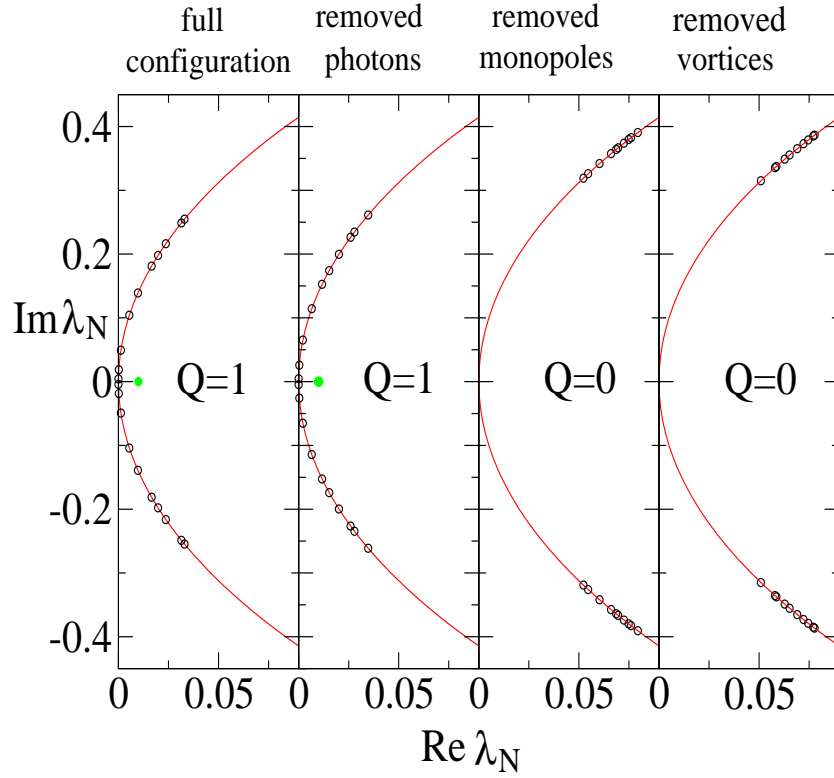 full
configuration
removed
photons
removed
monopoles
removed
vortices
0.4
0.2
0
-0.2
-0.4
Im λN
Q=1
Q=1
Q=0
Q=0
0
0.05
0
0.05
0
0.05
0
0.05
Re λN